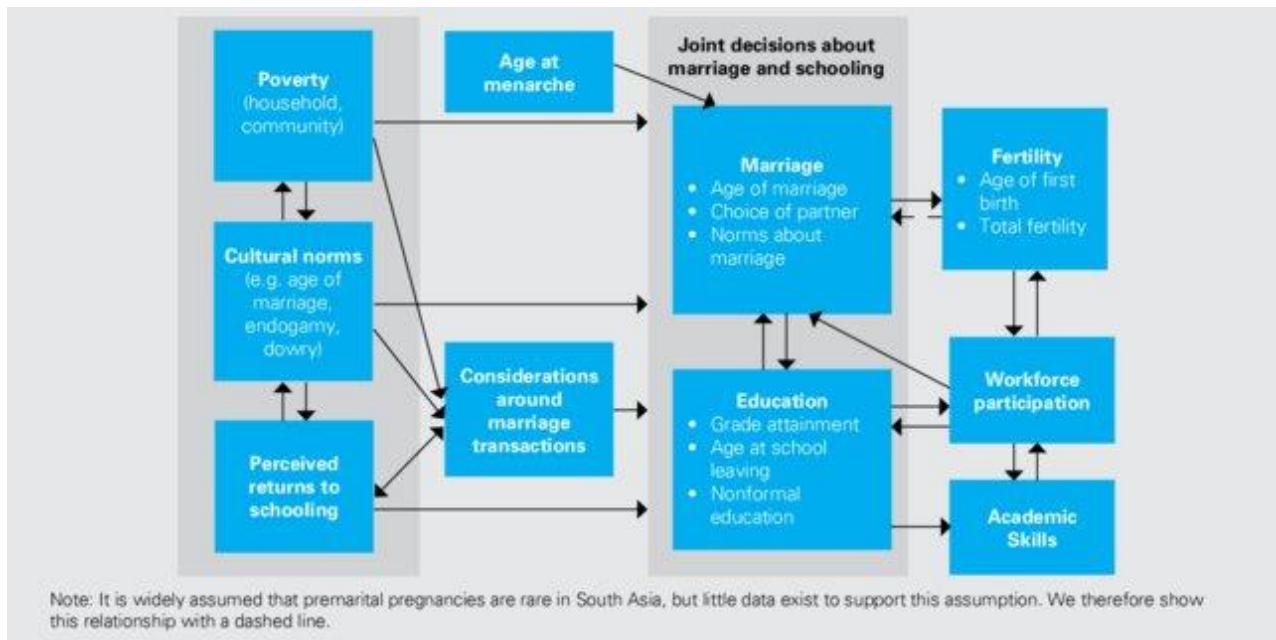 Poverty
(household,
community)
Cultural norms
(e.g. age of
marriage,
endogamy,
dowry)
Perceived
returns to
schooling
Age at
menarche
Considerations
around
marriage
transactions
Joint decisions about
marriage and schooling
Marriage
• Age of marriage
• Choice of partner
• Norms about
marriage
Education
• Grade attainment
• Age at school
leaving
• Nonformal
education
Fertility
• Age of first
birth
• Total fertility
Workforce
participation
Academic
Skills
Note: It is widely assumed that premarital pregnancies are rare in South Asia, but little data exist to support this assumption. We therefore show
this relationship with a dashed line.